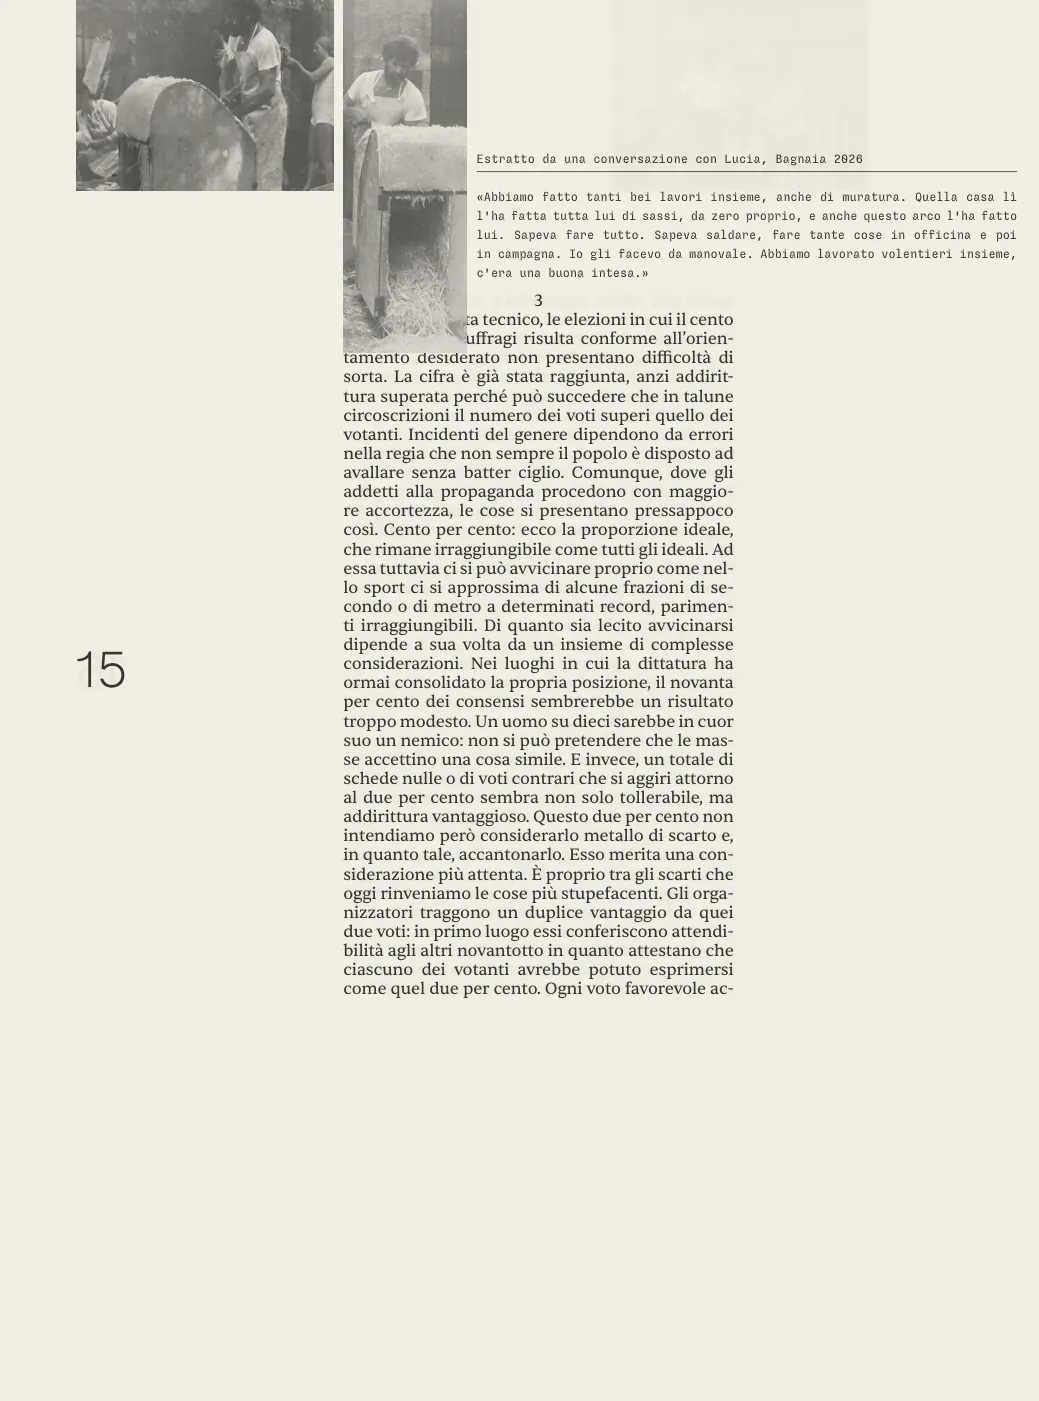 Estratto da una conversazione con Lucia, Bagnaia 2026
«Abbiamo fatto tanti bei lavori insieme, anche di muratura. Quella casa lì
l'ha fatta tutta lui di sassi, da zero proprio, e anche questo arco l'ha fatto
lui. Sapeva fare tutto. Sapeva saldare, fare tante cose in officina e poi
in campagna. Io gli facevo da manovale. Abbiamo lavorato volentieri insieme,
c'era una buona intesa.»
3
tecnico, le elezioni in cui il cento
risulta conforme all’orien-
tamento desiderato non presentano difficoltà di
sorta. La cifra è già stata raggiunta, anzi addirit-
tura superata perché può succedere che in talune
circoscrizioni il numero dei voti superi quello dei
votanti. Incidenti del genere dipendono da errori
nella regia che non sempre il popolo è disposto ad
avallare senza batter ciglio. Comunque, dove gli
addetti alla propaganda procedono con maggio-
re accortezza, le cose si presentano pressappoco
così. Cento per cento: ecco la proporzione ideale,
che rimane irraggiungibile come tutti gli ideali. Ad
essa tuttavia ci si può avvicinare proprio come nel-
lo sport ci si approssima di alcune frazioni di se-
condo o di metro a determinati record, parimen-
ti irraggiungibili. Di quanto sia lecito avvicinarsi
dipende a sua volta da un insieme di complesse
considerazioni. Nei luoghi in cui la dittatura ha
ormai consolidato la propria posizione, il novanta
per cento dei consensi sembrerebbe un risultato
troppo modesto. Un uomo su dieci sarebbe in cuor
suo un nemico: non si può pretendere che le mas-
se accettino una cosa simile. E invece, un totale di
schede nulle o di voti contrari che si aggiri attorno
al due per cento sembra non solo tollerabile, ma
addirittura vantaggioso. Questo due per cento non
intendiamo però considerarlo metallo di scarto e,
in quanto tale, accantonarlo. Esso merita una con-
siderazione più attenta. È proprio tra gli scarti che
oggi rinveniamo le cose più stupefacenti. Gli orga-
nizzatori traggono un duplice vantaggio da quei
due voti: in primo luogo essi conferiscono attendi-
bilità agli altri novantotto in quanto attestano che
ciascuno dei votanti avrebbe potuto esprimersi
come quel due per cento. Ogni voto favorevole ac-
15